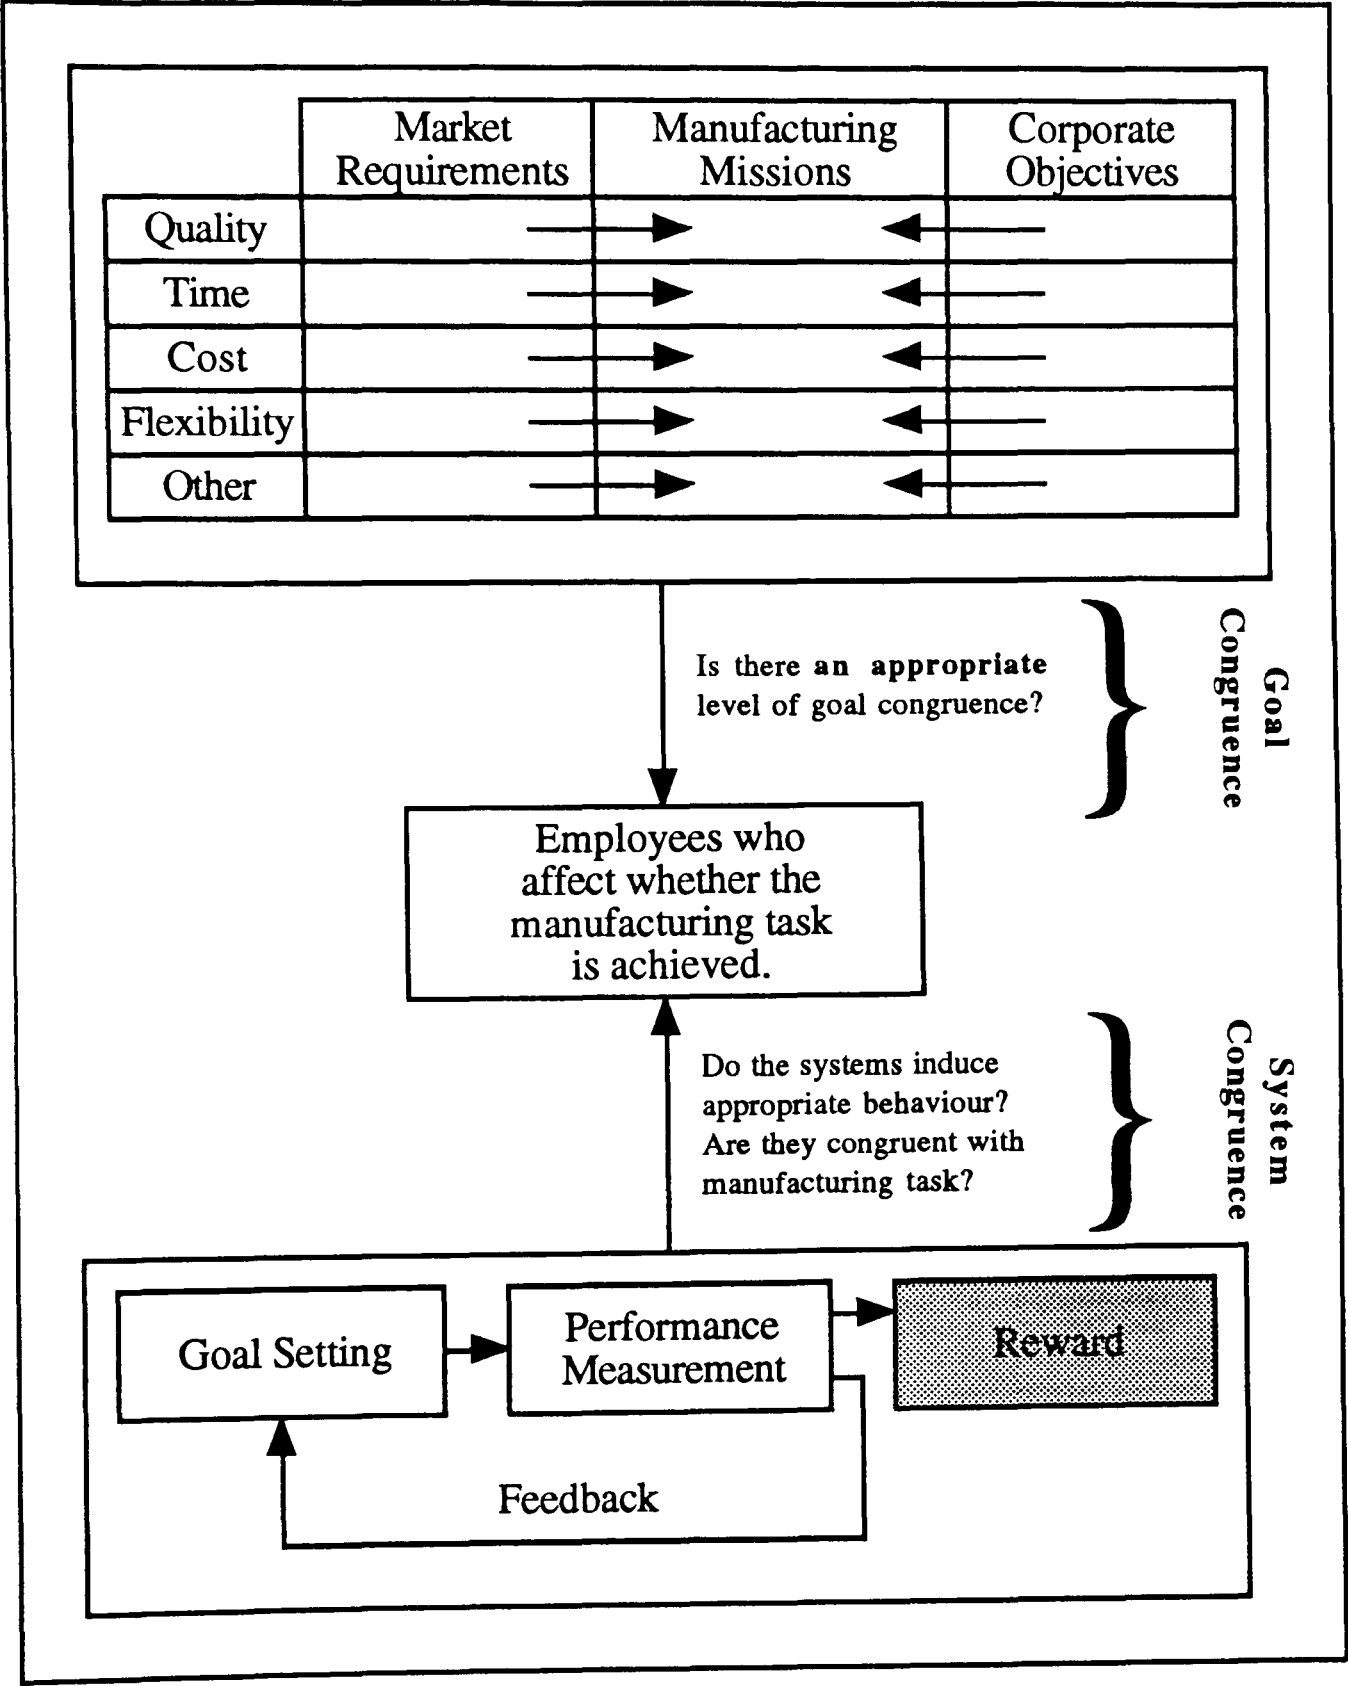 Market
Requirements
Manufacturing
Missions
Corporate
Objectives
Quality
Time
Cost
Flexibility
Other
Is there an appropriate
level of goal congruence?
Goal
Congruence
Employees who
affect whether the
manufacturing task
is achieved.
Do the systems induce
appropriate behaviour?
Are they congruent with
manufacturing task?
System
Congruence
Goal Setting
Performance
Measurement
Reward
Feedback